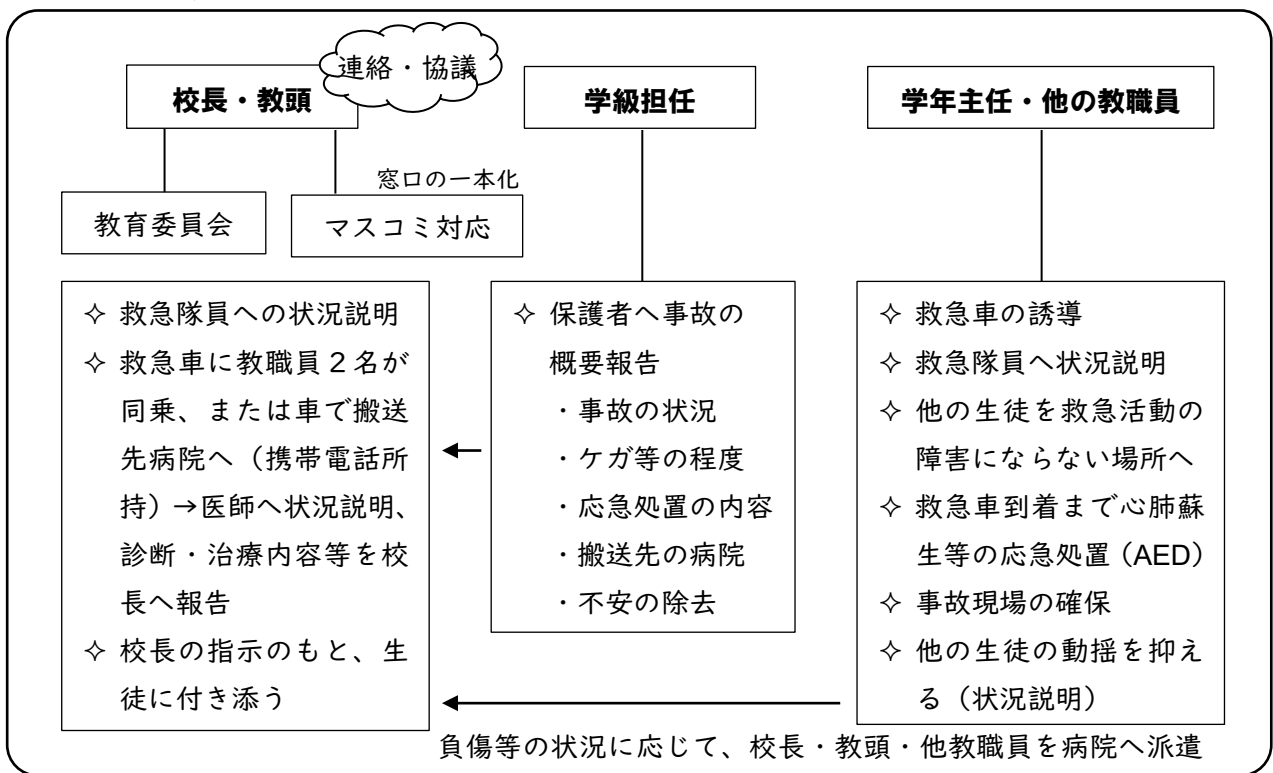 連絡・協議
校長・教頭
学級担任
学年主任・他の教職員
窓口の一本化
教育委員会
マスコミ対応
✧ 救急隊員への状況説明
✧ 救急車に教職員２名が
同乗、または車で搬送
先病院へ（携帯電話所
持）→医師へ状況説明、
診断・治療内容等を校
長へ報告
✧ 校長の指示のもと、生
徒に付き添う
✧ 保護者へ事故の
概要報告
・事故の状況
・ケガ等の程度
・応急処置の内容
・搬送先の病院
・不安の除去
✧ 救急車の誘導
✧ 救急隊員へ状況説明
✧ 他の生徒を救急活動の
障害にならない場所へ
✧ 救急車到着まで心肺蘇
生等の応急処置（AED）
✧ 事故現場の確保
✧ 他の生徒の動揺を抑え
る（状況説明）
負傷等の状況に応じて、校長・教頭・他教職員を病院へ派遣